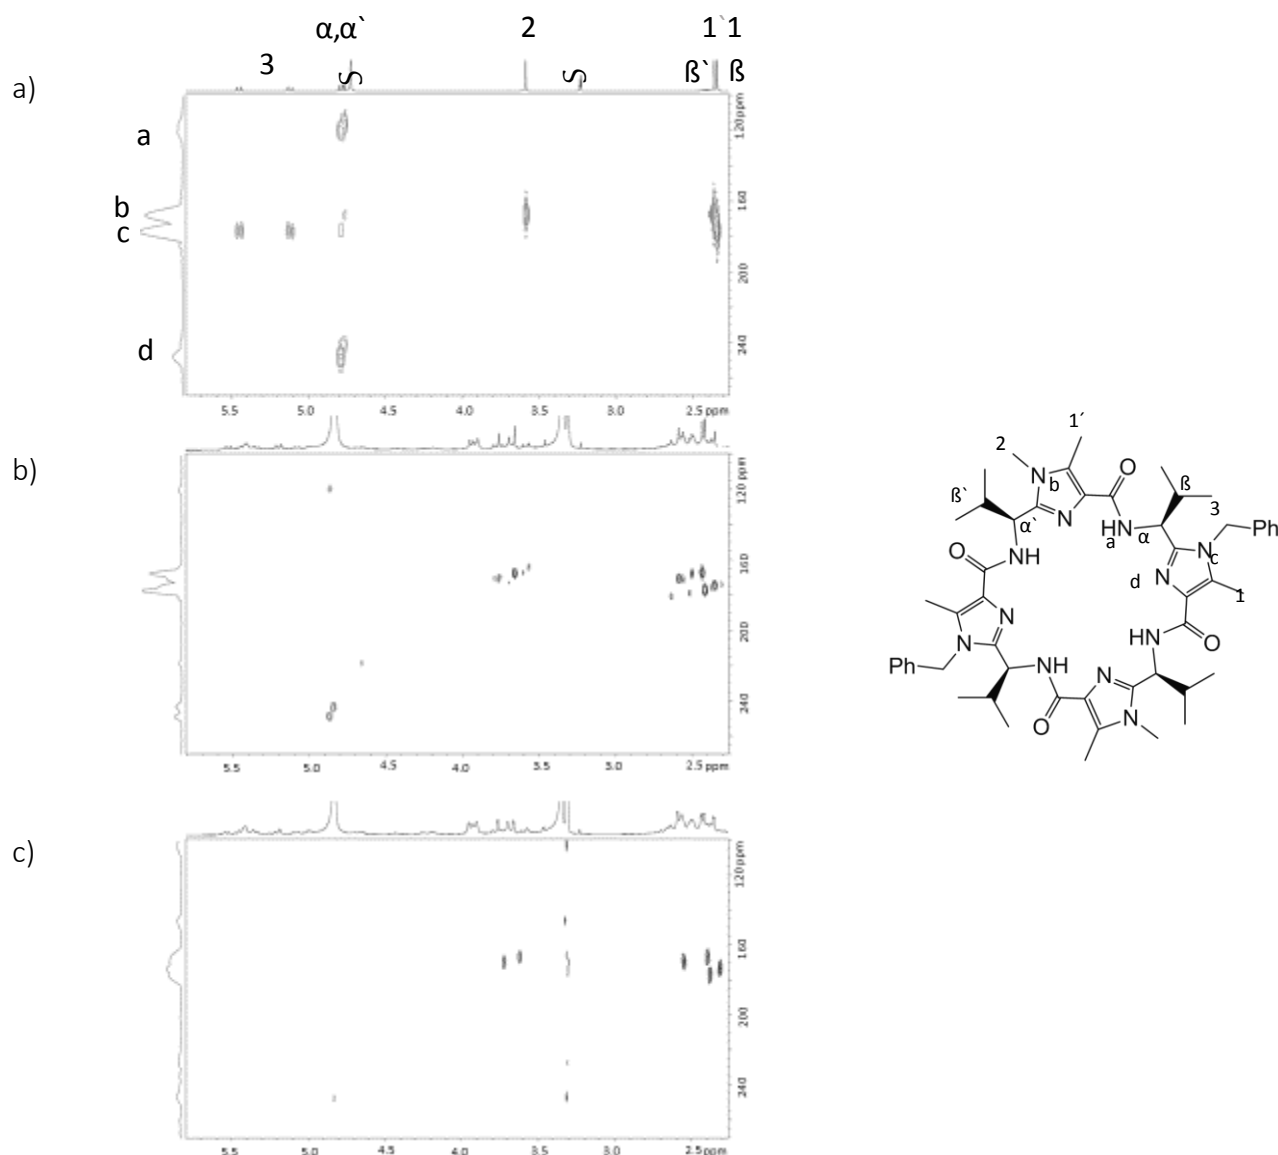 α,α` 2 1`1
3 S S ß` ß
a)
a
b
c
d
120 ppm
160
200
240
5.5 5.0 4.5 4.0 3.5 3.0 2.5 ppm
b)
120 ppm
160
200
240
5.5 5.0 4.5 4.0 3.5 3.0 2.5 ppm
c)
120 ppm
160
200
240
5.5 5.0 4.5 4.0 3.5 3.0 2.5 ppm
1´
2
N b O
ß` ß
N 3
α` HN α Ph
a
O NH N c
d N
1
N
HN O
N
Ph NH N
O N